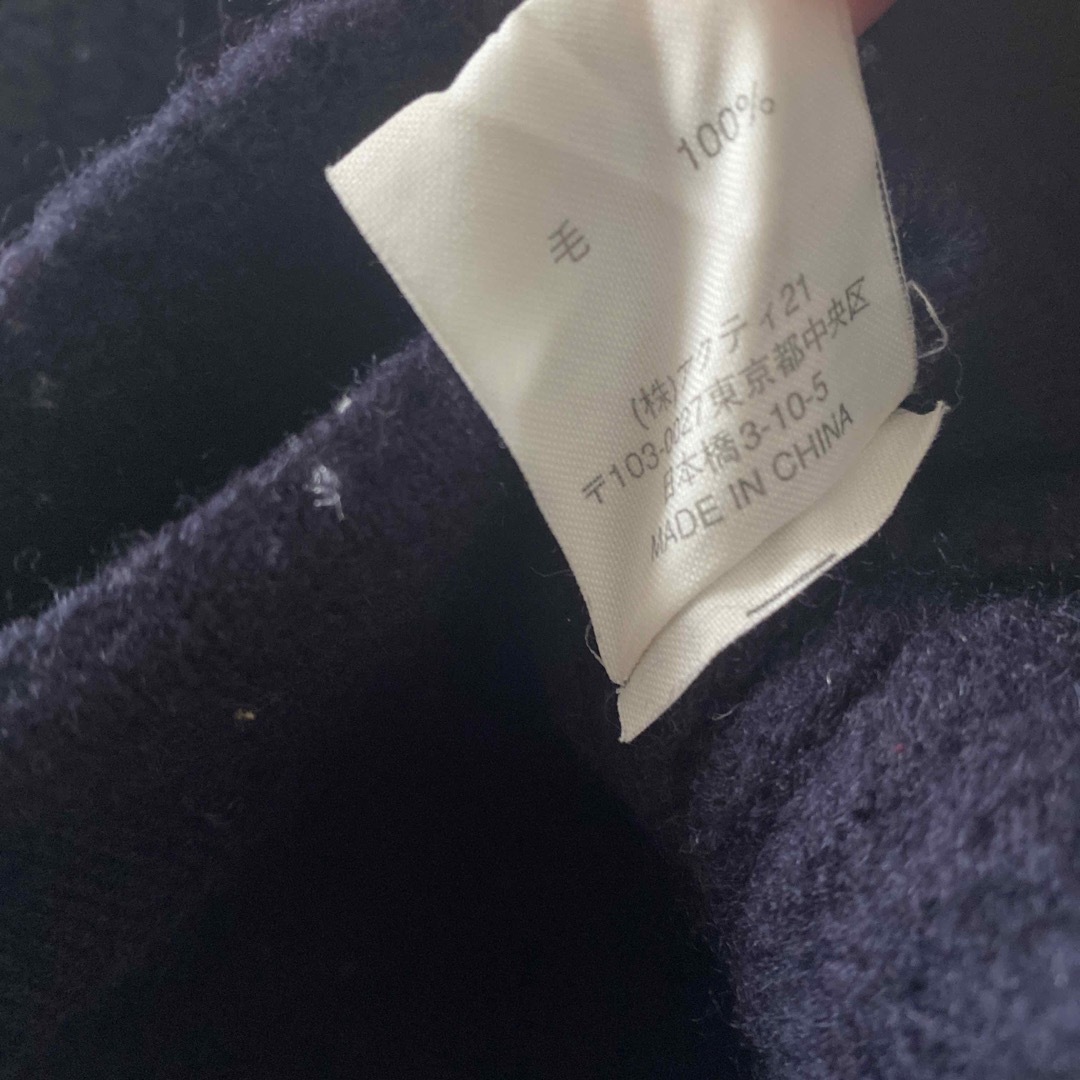 毛 100%
(株)アクティ21
〒103-0027 東京都中央区
日本橋3-10-5
MADE IN CHINA